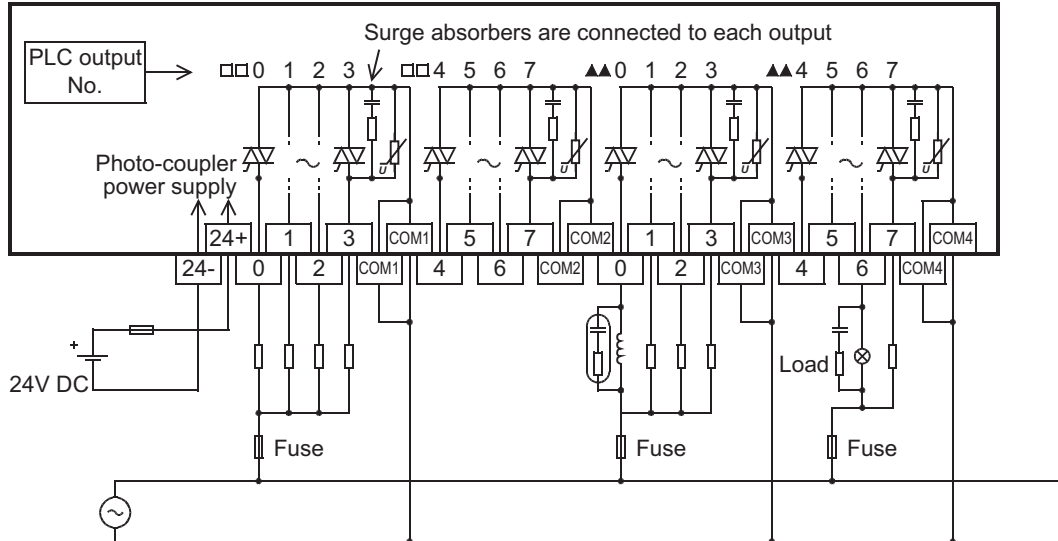 Surge absorbers are connected to each output
PLC output
No.
□□0 1 2 3 □□4 5 6 7 ▲▲0 1 2 3 ▲▲4 5 6 7
U U U U
Photo-coupler
power supply
24+ 1 3 COM1 5 7 COM2 1 3 COM3 5 7 COM4
24- 0 2 COM1 4 6 COM2 0 2 COM3 4 6 COM4
+
24V DC
Load
Fuse Fuse Fuse